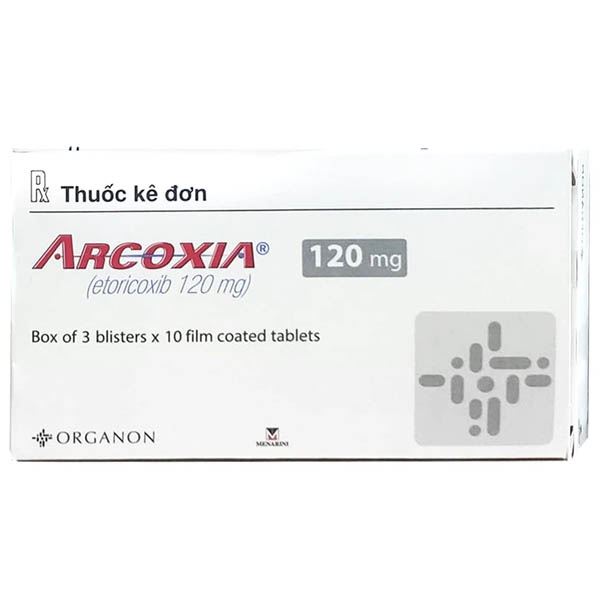 Rx Thuốc kê đơn
ARCOXIA® 120 mg
(etoricoxib 120 mg)
Box of 3 blisters x 10 film coated tablets
ORGANON
MENARINI